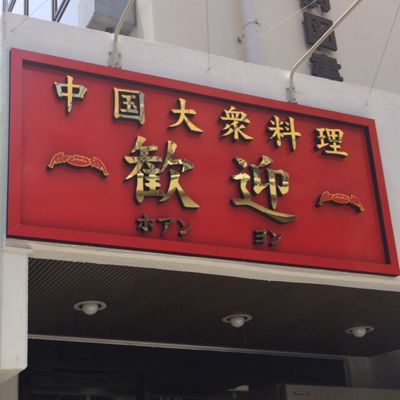 中国大衆料理
歓迎
ホアン ヨン